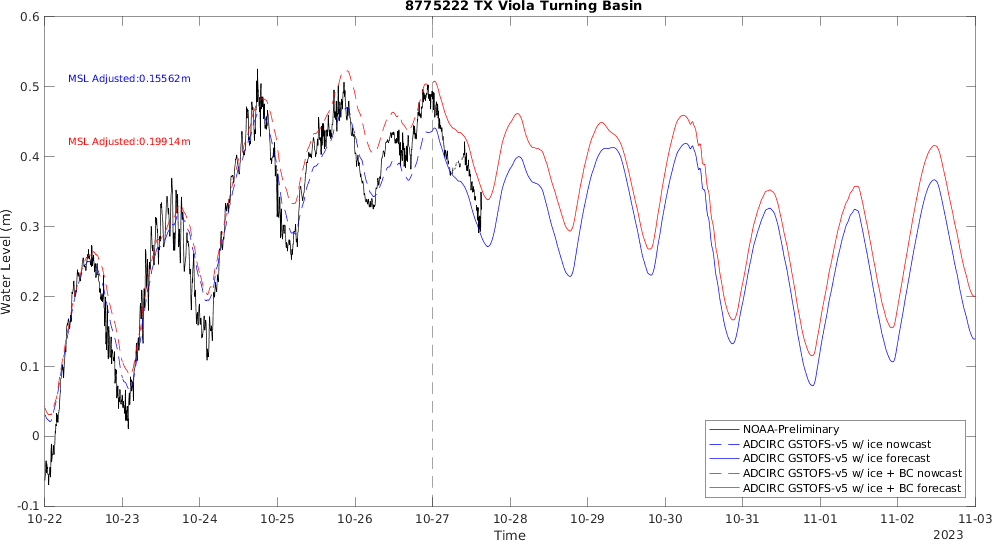 8775222 TX Viola Turning Basin
0.6
0.5
0.4
0.3
0.2
0.1
0
-0.1
Water Level (m)
MSL Adjusted:0.15562m
MSL Adjusted:0.19914m
NOAA-Preliminary
ADCIRC GSTOFS-v5 w/ ice nowcast
ADCIRC GSTOFS-v5 w/ ice forecast
ADCIRC GSTOFS-v5 w/ ice + BC nowcast
ADCIRC GSTOFS-v5 w/ ice + BC forecast
10-22 10-23 10-24 10-25 10-26 10-27 10-28 10-29 10-30 10-31 11-01 11-02 11-03
Time
2023